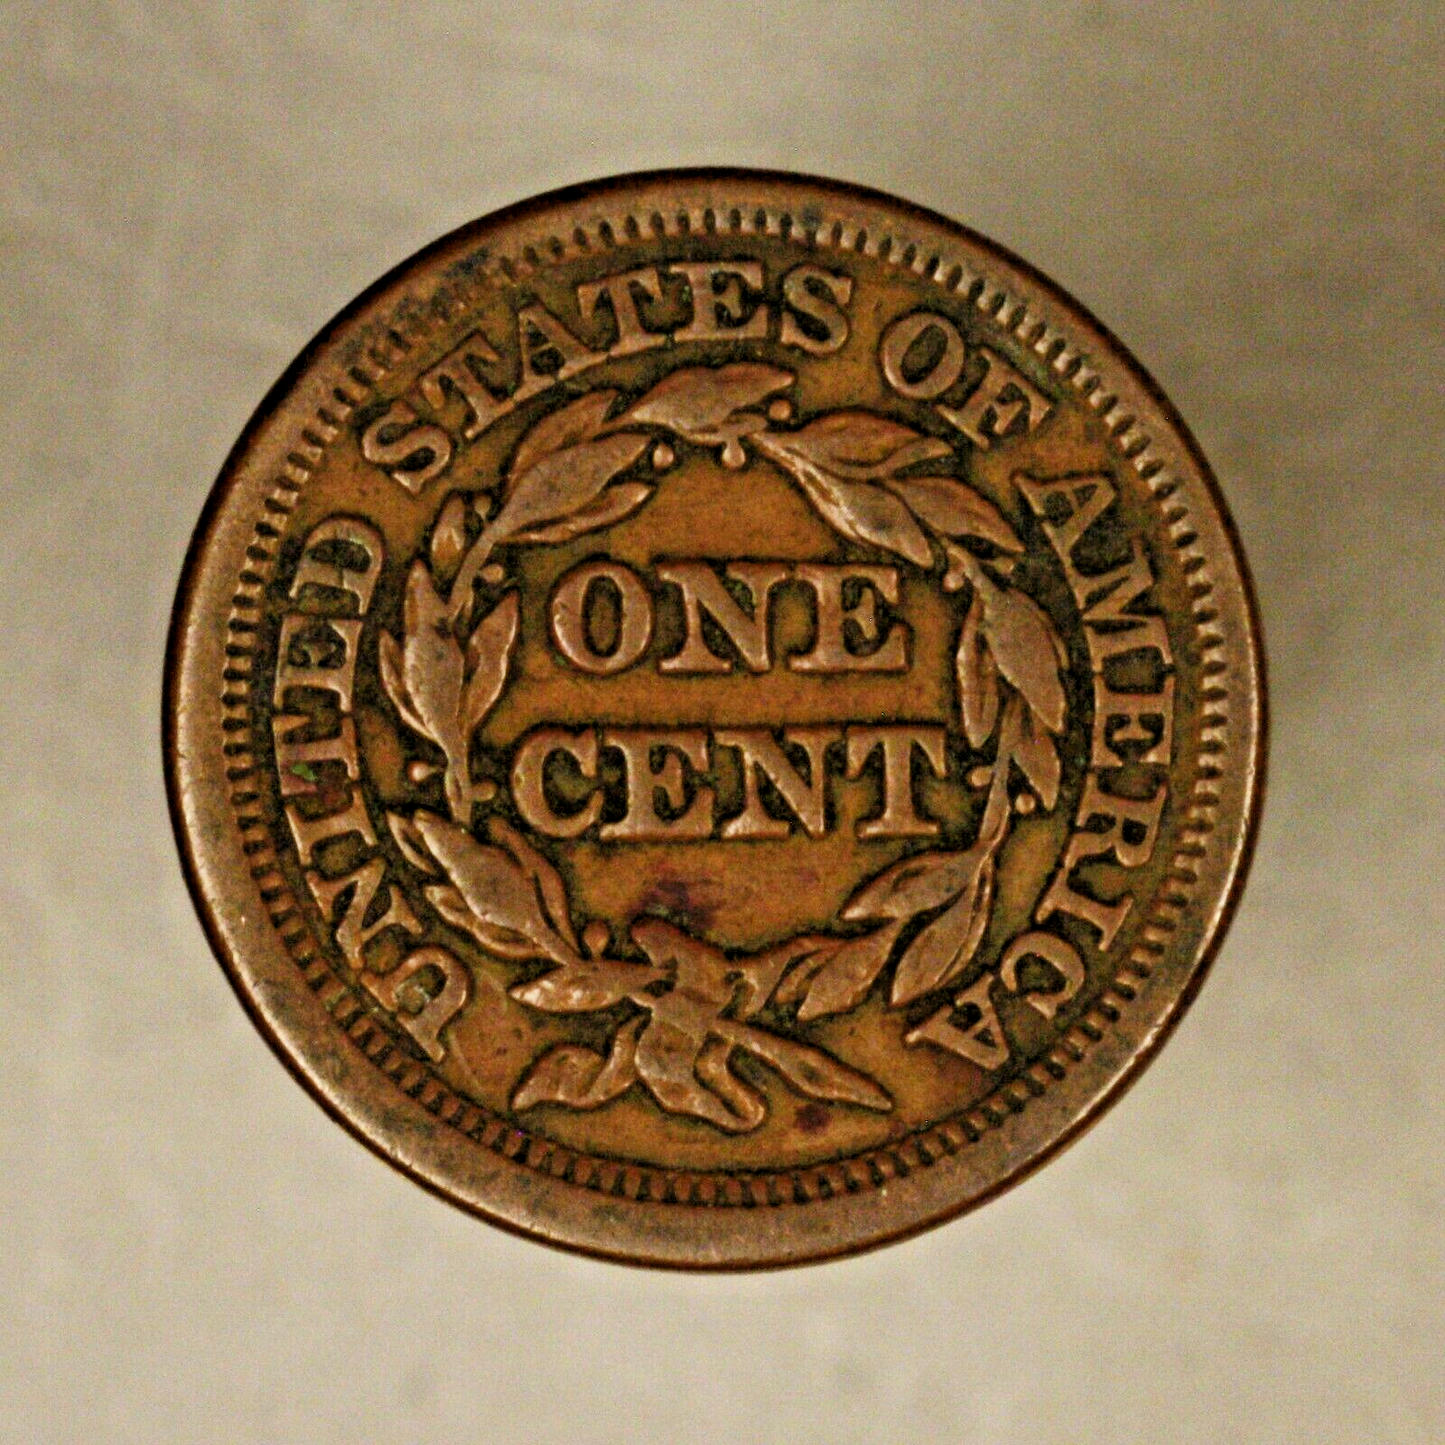 UNITED STATES OF AMERICA
ONE
CENT